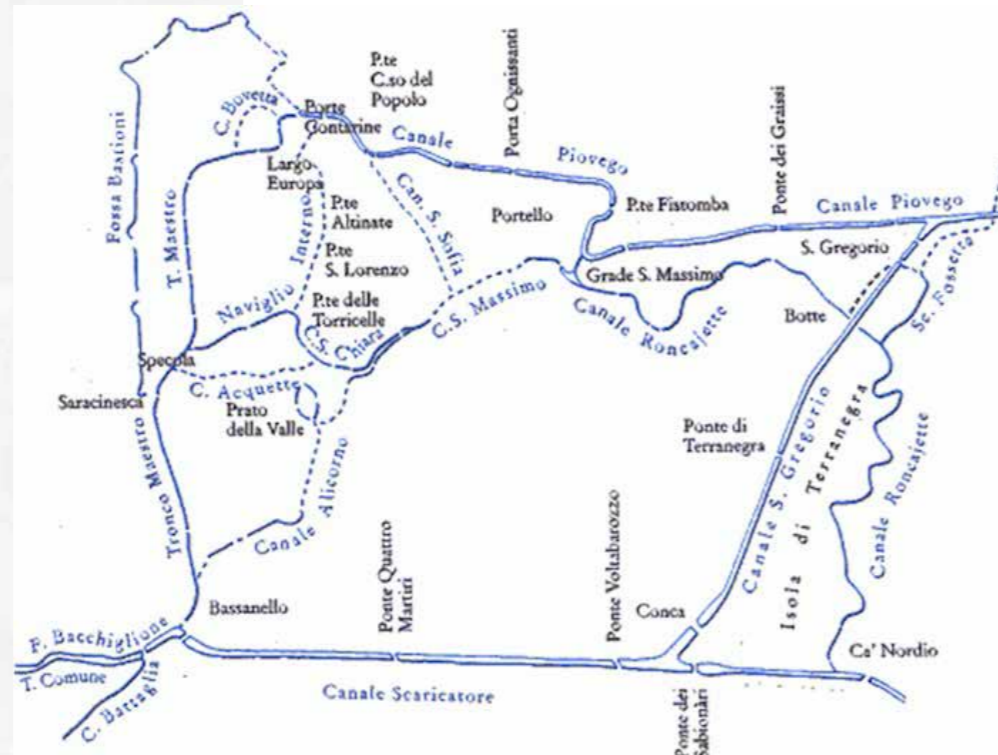 P.te
C.so del
Popolo
Porta Ognissanti
Ponte dei Graissi
C. Bovetta
Porte
Contarine
Canale
Piovego
Fossa Bastioni
T. Maestro
Largo
Europa
Interno
P.te
Altinate
Can. S. Sofia
Portello
P.te Fistomba
Canale Piovego
P.te
S. Lorenzo
Grade S. Massimo
S. Gregorio
Naviglio
P.te delle
Torricelle
C.S. Chiara
C.S. Massimo
Canale Roncajette
Botte
Sc. Fossetta
Specola
C. Acquette
Saracinesca
Prato
della Valle
Tronco Maestro
Canale Alicorno
Ponte di
Terranegra
Canale S. Gregorio
Isola di Terranegra
Canale Roncajette
Ponte Quattro
Martiri
Ponte Voltabarozzo
Bassanello
Conca
F. Bacchiglione
T. Comune
C. Battaglia
Canale Scaricatore
Ca' Nordio
Ponte dei
Sabionàri